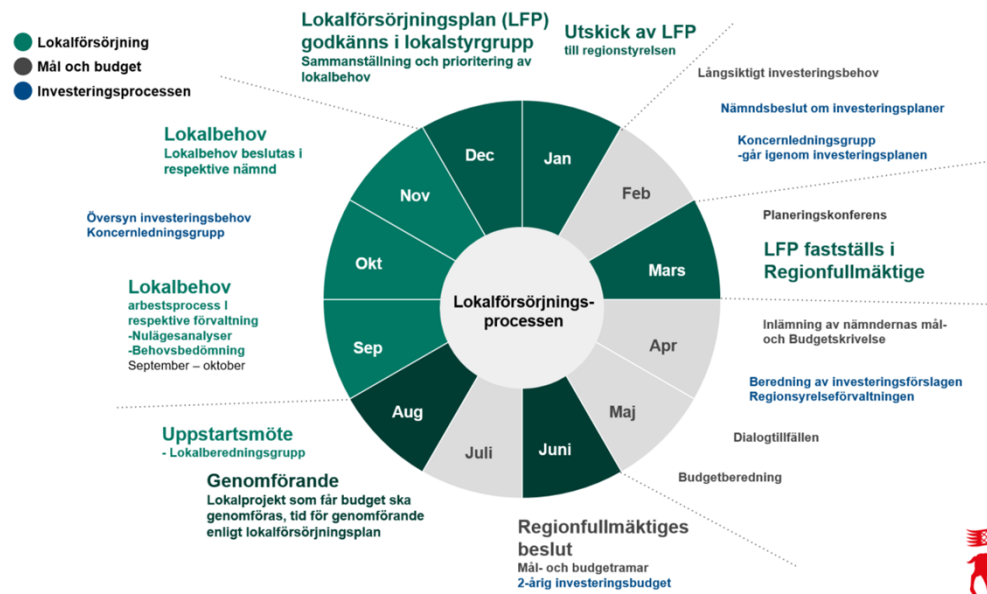 Lokalförsörjning
Mål och budget
Investeringsprocessen
Lokalförsörjningsplan (LFP)
godkänns i lokalstyrgrupp
Sammanställning och prioritering av
lokalbehov
Utskick av LFP
till regionstyrelsen
Långsiktigt investeringsbehov
Nämndsbeslut om investeringsplaner
Koncernledningsgrupp
-går igenom investeringsplanen
Planeringskonferens
LFP fastställs i
Regionfullmäktige
Inlämning av nämndernas mål-
och Budgetskrivelse
Beredning av investeringsförslagen
Regionsyrelseförvaltningen
Dialogtillfällen
Budgetberedning
Regionfullmäktiges
beslut
Mål- och budgetramar
2-årig investeringsbudget
Genomförande
Lokalprojekt som får budget ska
genomföras, tid för genomförande
enligt lokalförsörjningsplan
Uppstartsmöte
- Lokalberedningsgrupp
Lokalbehov
arbestsprocess I
respektive förvaltning
-Nulägesanalyser
-Behovsbedömning
September – oktober
Översyn investeringsbehov
Koncernledningsgrupp
Lokalbehov
Lokalbehov beslutas i
respektive nämnd
Jan
Feb
Mars
Apr
Maj
Juni
Juli
Aug
Sep
Okt
Nov
Dec
Lokalförsörjnings-
processen